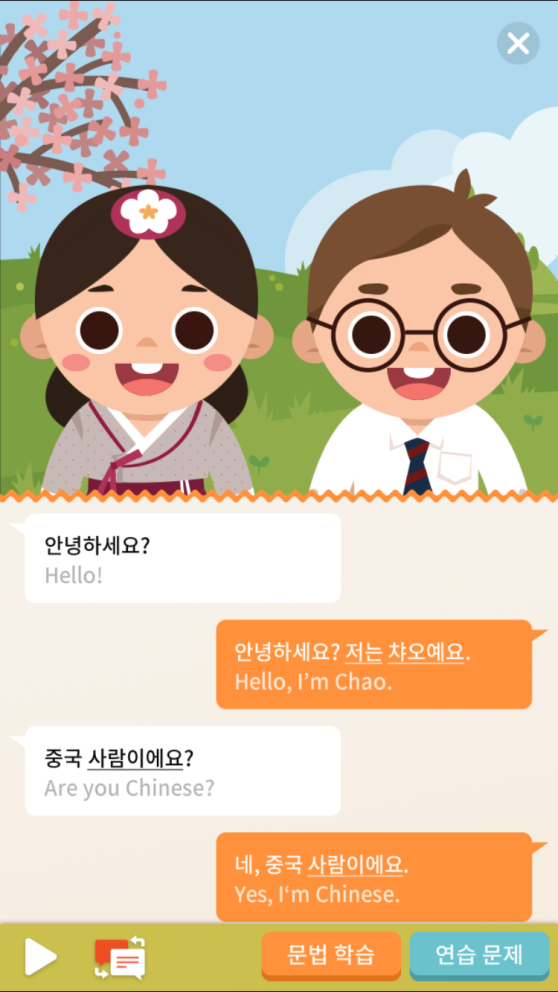 안녕하세요?
Hello!
안녕하세요? 저는 챠오예요.
Hello, I’m Chao.
중국 사람이에요?
Are you Chinese?
네, 중국 사람이에요.
Yes, I‘m Chinese.
문법 학습
연습 문제